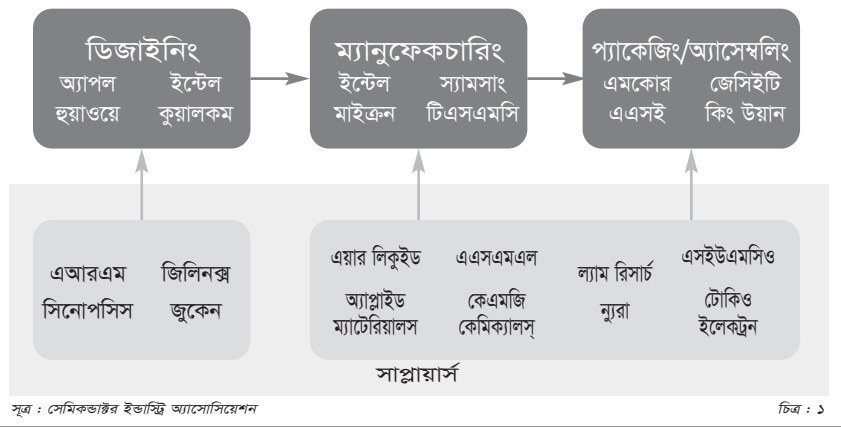 ডিজাইনিং
অ্যাপল ইন্টেল
হুয়াওয়ে কুয়ালকম
ম্যানুফেকচারিং
ইন্টেল স্যামসাং
মাইক্রন টিএসএমসি
প্যাকেজিং/অ্যাসেম্বলিং
এমকোর জেসিইটি
এএসই কিং উয়ান
এআরএম জিলিনক্স
সিনোপসিস জুকেন
এয়ার লিকুইড এএসএমএল ল্যাম রিসার্চ এসইউএমসিও
অ্যাপ্লাইড কেএমজি ন্যুরা টোকিও
ম্যাটেরিয়ালস কেমিক্যালস্ ইলেকট্রন
সাপ্লায়ার্স
সূত্র : সেমিকন্ডাক্টর ইন্ডাস্ট্রি অ্যাসোসিয়েশন
চিত্র : ১